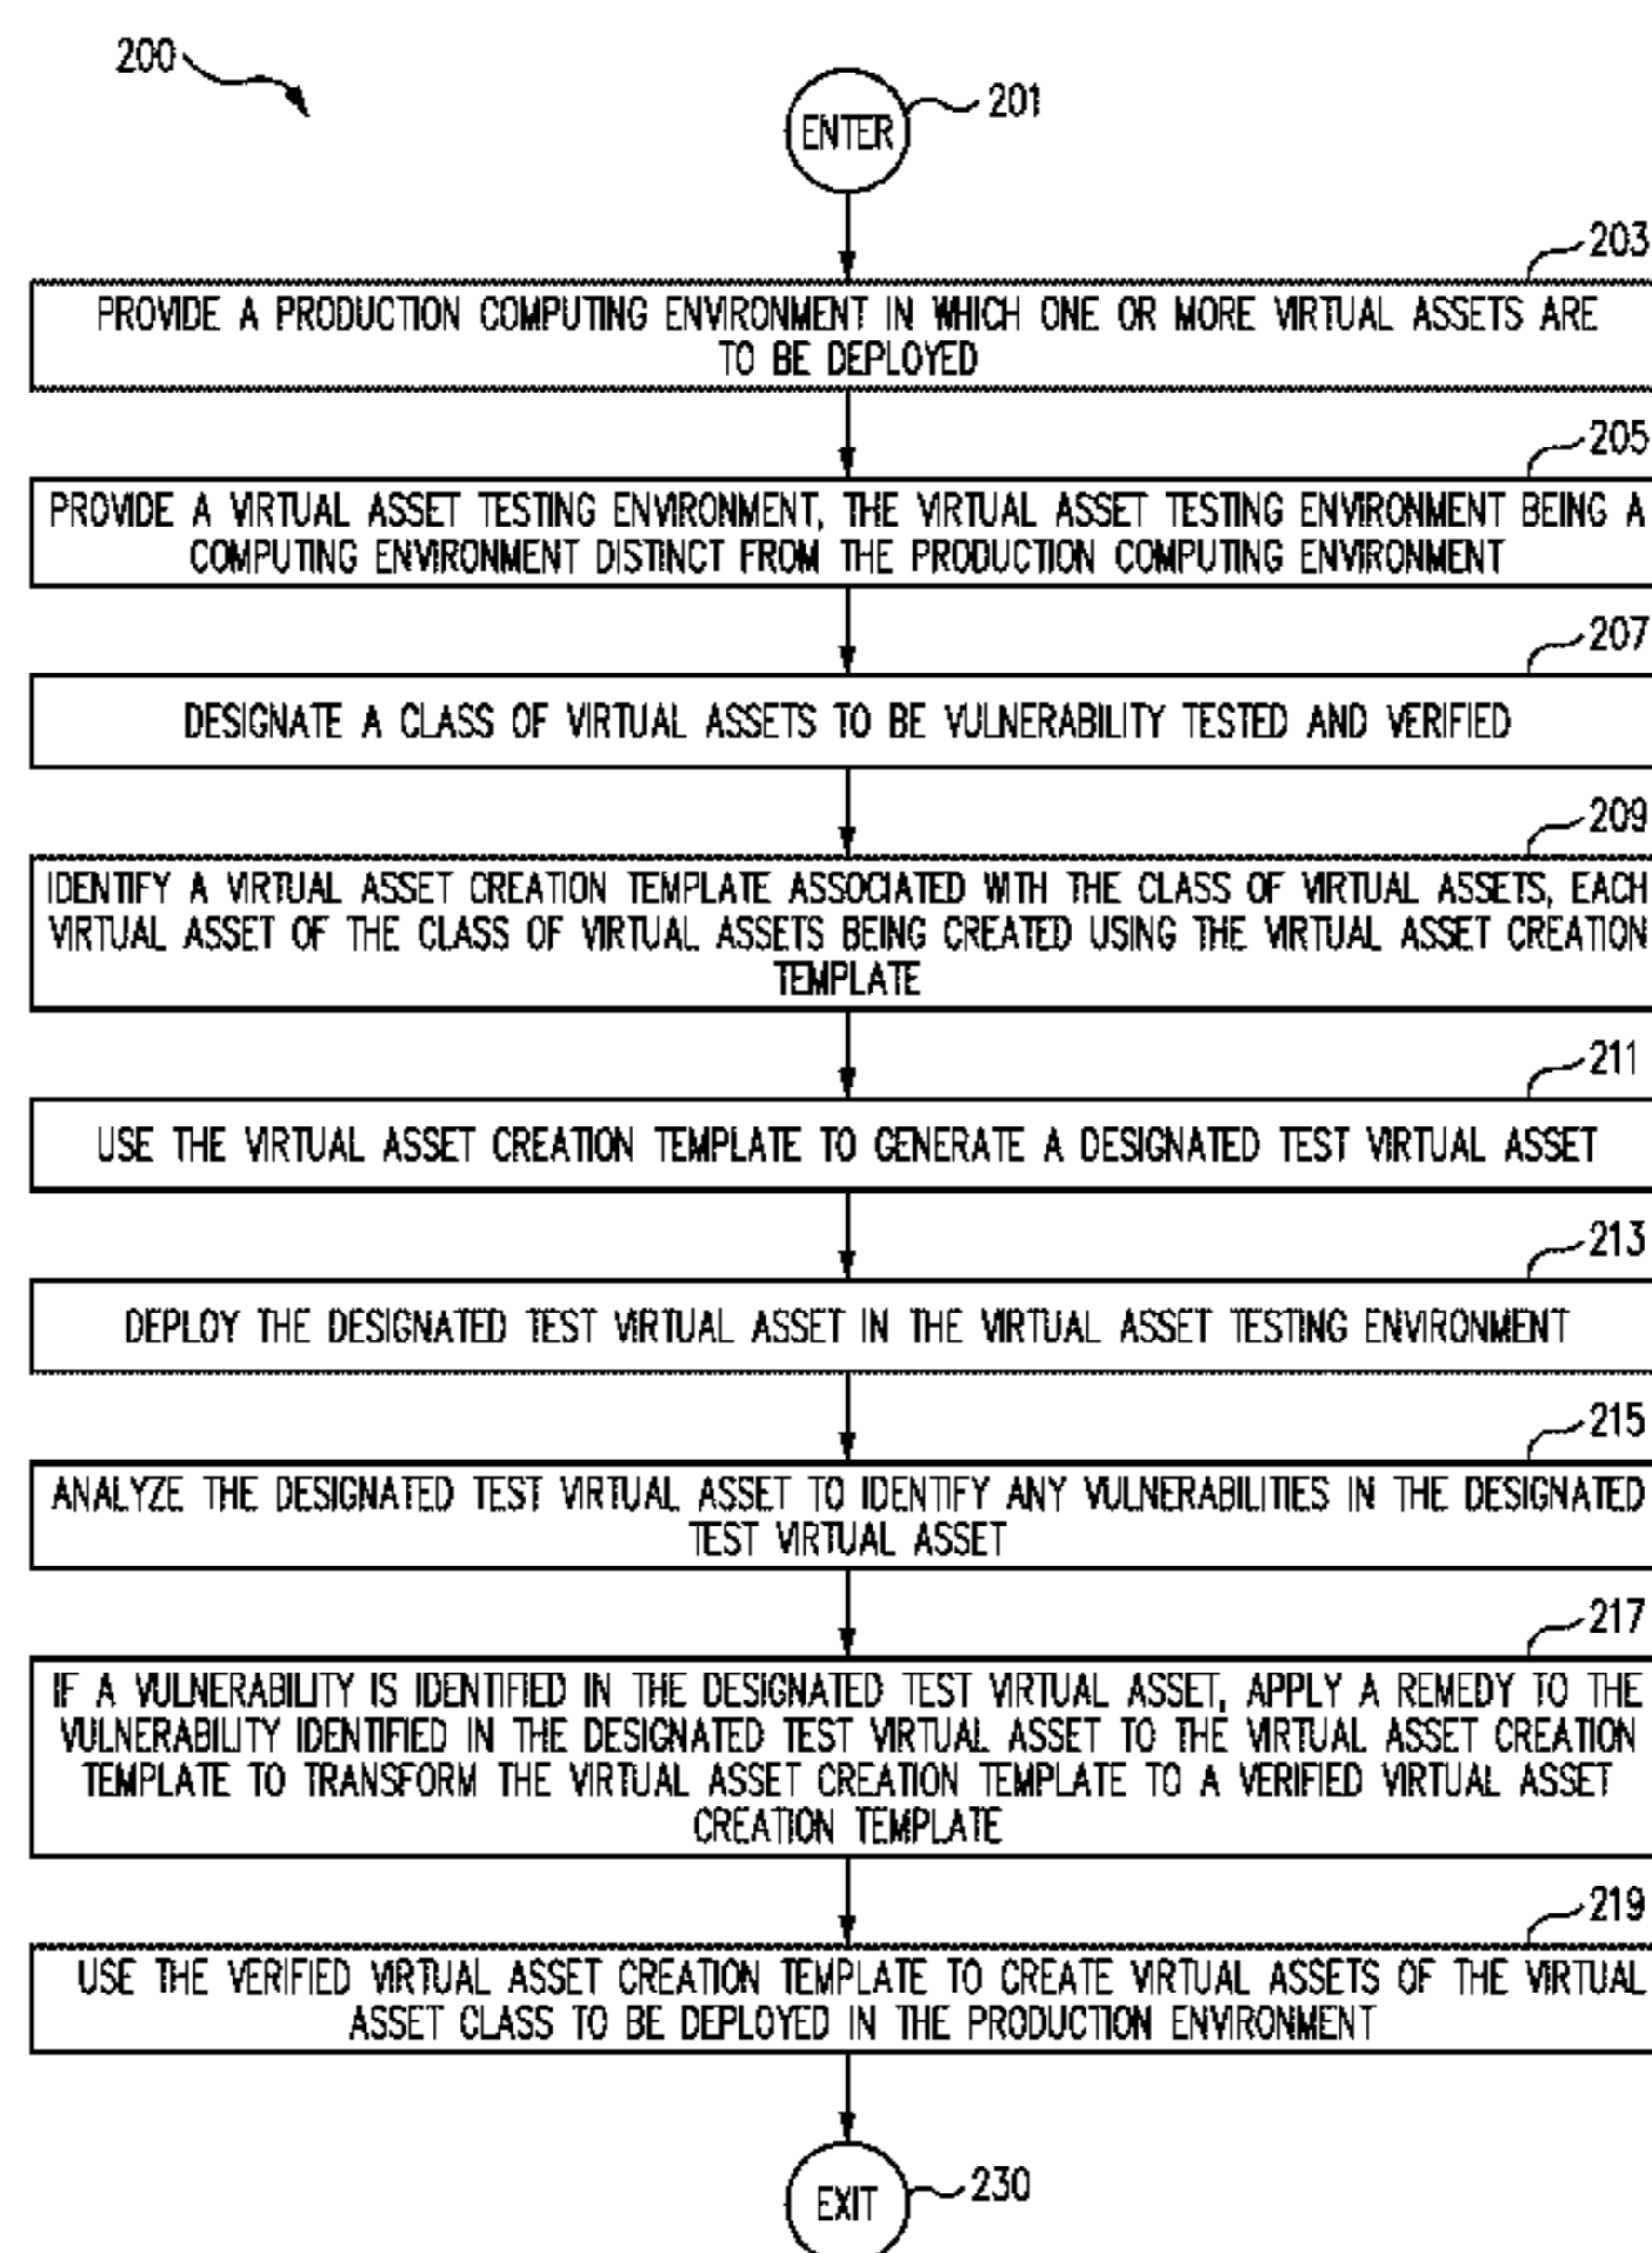 200
ENTER
201
203
PROVIDE A PRODUCTION COMPUTING ENVIRONMENT IN WHICH ONE OR MORE VIRTUAL ASSETS ARE
TO BE DEPLOYED
205
PROVIDE A VIRTUAL ASSET TESTING ENVIRONMENT, THE VIRTUAL ASSET TESTING ENVIRONMENT BEING A
COMPUTING ENVIRONMENT DISTINCT FROM THE PRODUCTION COMPUTING ENVIRONMENT
207
DESIGNATE A CLASS OF VIRTUAL ASSETS TO BE VULNERABILITY TESTED AND VERIFIED
209
IDENTIFY A VIRTUAL ASSET CREATION TEMPLATE ASSOCIATED WITH THE CLASS OF VIRTUAL ASSETS, EACH
VIRTUAL ASSET OF THE CLASS OF VIRTUAL ASSETS BEING CREATED USING THE VIRTUAL ASSET CREATION
TEMPLATE
211
USE THE VIRTUAL ASSET CREATION TEMPLATE TO GENERATE A DESIGNATED TEST VIRTUAL ASSET
213
DEPLOY THE DESIGNATED TEST VIRTUAL ASSET IN THE VIRTUAL ASSET TESTING ENVIRONMENT
215
ANALYZE THE DESIGNATED TEST VIRTUAL ASSET TO IDENTIFY ANY VULNERABILITIES IN THE DESIGNATED
TEST VIRTUAL ASSET
217
IF A VULNERABILITY IS IDENTIFIED IN THE DESIGNATED TEST VIRTUAL ASSET, APPLY A REMEDY TO THE
VULNERABILITY IDENTIFIED IN THE DESIGNATED TEST VIRTUAL ASSET TO THE VIRTUAL ASSET CREATION
TEMPLATE TO TRANSFORM THE VIRTUAL ASSET CREATION TEMPLATE TO A VERIFIED VIRTUAL ASSET
CREATION TEMPLATE
219
USE THE VERIFIED VIRTUAL ASSET CREATION TEMPLATE TO CREATE VIRTUAL ASSETS OF THE VIRTUAL
ASSET CLASS TO BE DEPLOYED IN THE PRODUCTION ENVIRONMENT
EXIT
230